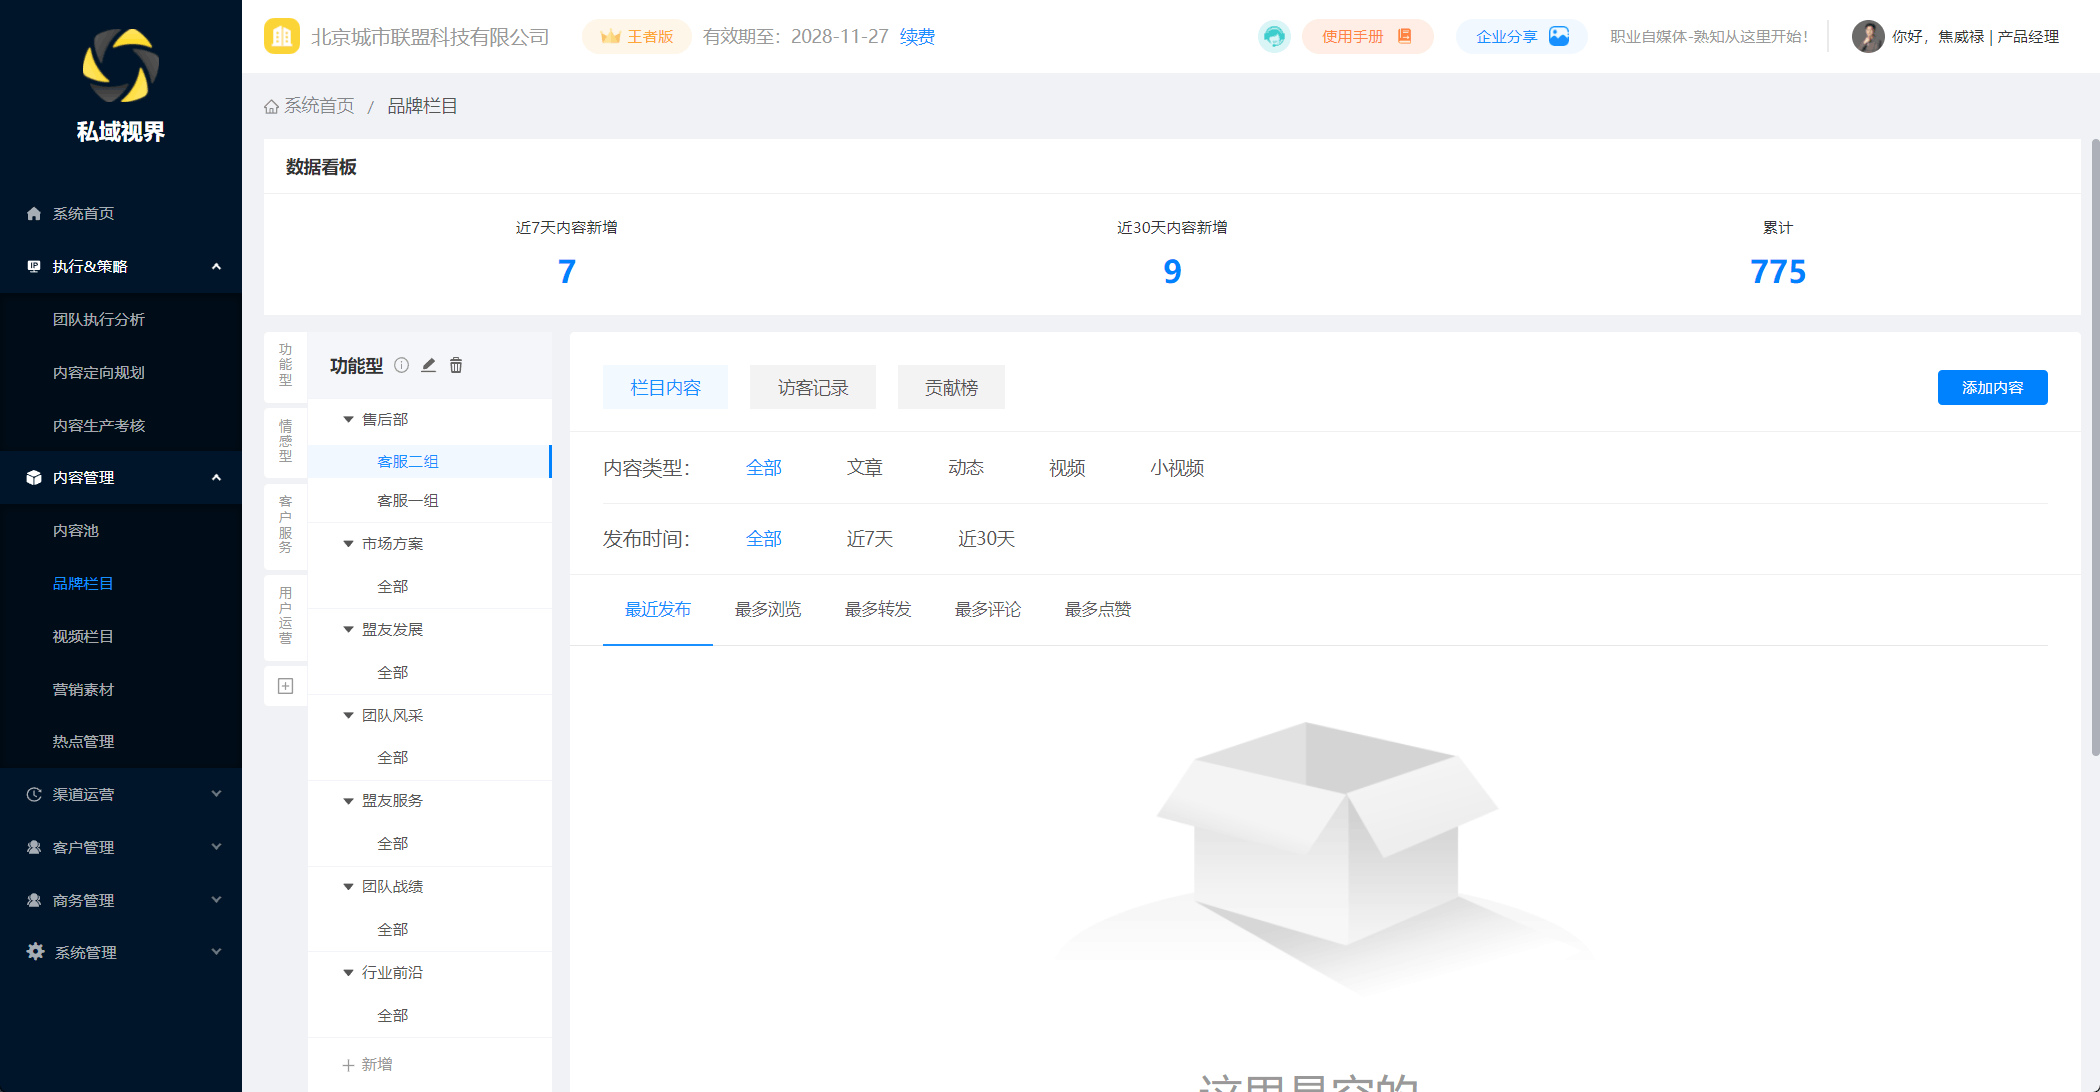 北京城市联盟科技有限公司 王者版 有效期至：2028-11-27 续费 使用手册 企业分享 职业自媒体-熟知从这里开始！ 你好，焦威禄 | 产品经理
私域视界
系统首页
执行&策略
团队执行分析
内容定向规划
内容生产考核
内容管理
内容池
品牌栏目
视频栏目
营销素材
热点管理
渠道运营
客户管理
商务管理
系统管理
系统首页 / 品牌栏目
数据看板
近7天内容新增
7
近30天内容新增
9
累计
775
功能型
情感型
客户服务
用户运营
功能型
售后部
客服二组
客服一组
市场方案
全部
盟友发展
全部
团队风采
全部
盟友服务
全部
团队战绩
全部
行业前沿
全部
新增
栏目内容 访客记录 贡献榜 添加内容
内容类型： 全部 文章 动态 视频 小视频
发布时间： 全部 近7天 近30天
最近发布 最多浏览 最多转发 最多评论 最多点赞
这里是空的